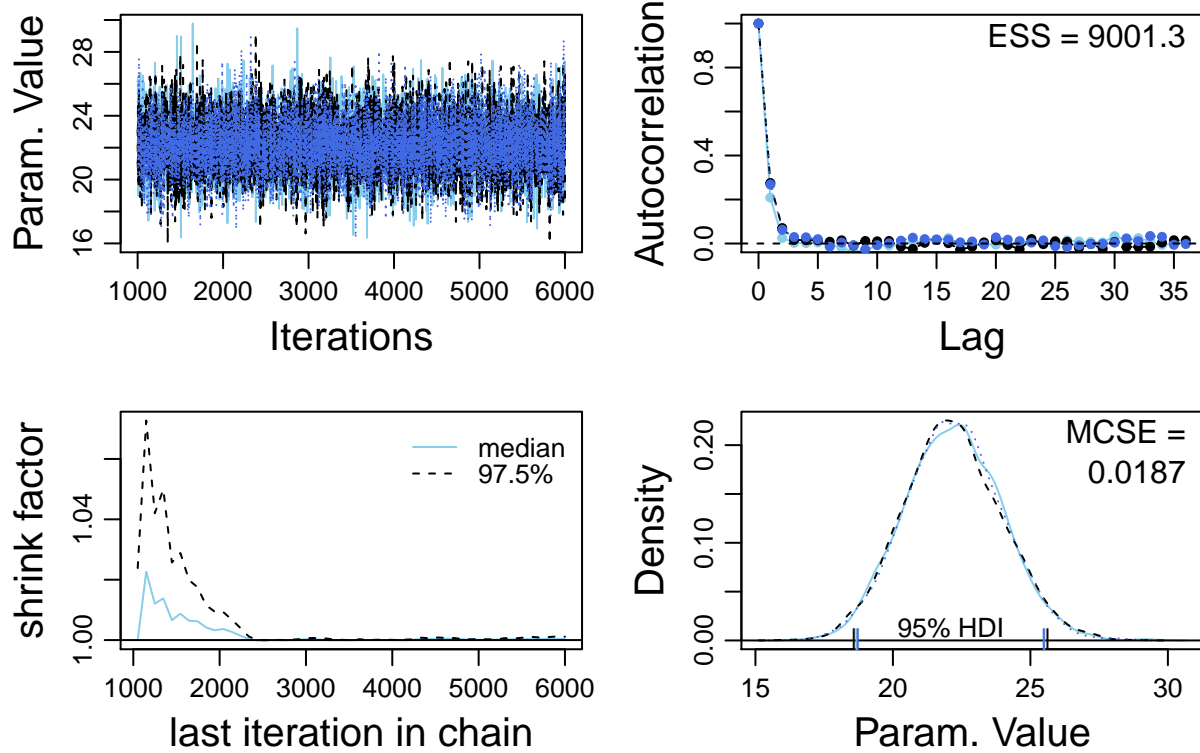 Param. Value
16 20 24 28
1000 2000 3000 4000 5000 6000
Iterations
Autocorrelation
0.0 0.4 0.8
ESS = 9001.3
0 5 10 15 20 25 30 35
Lag
shrink factor
1.00 1.04
median
97.5%
1000 2000 3000 4000 5000 6000
last iteration in chain
Density
0.00 0.10 0.20
MCSE =
0.0187
95% HDI
15 20 25 30
Param. Value